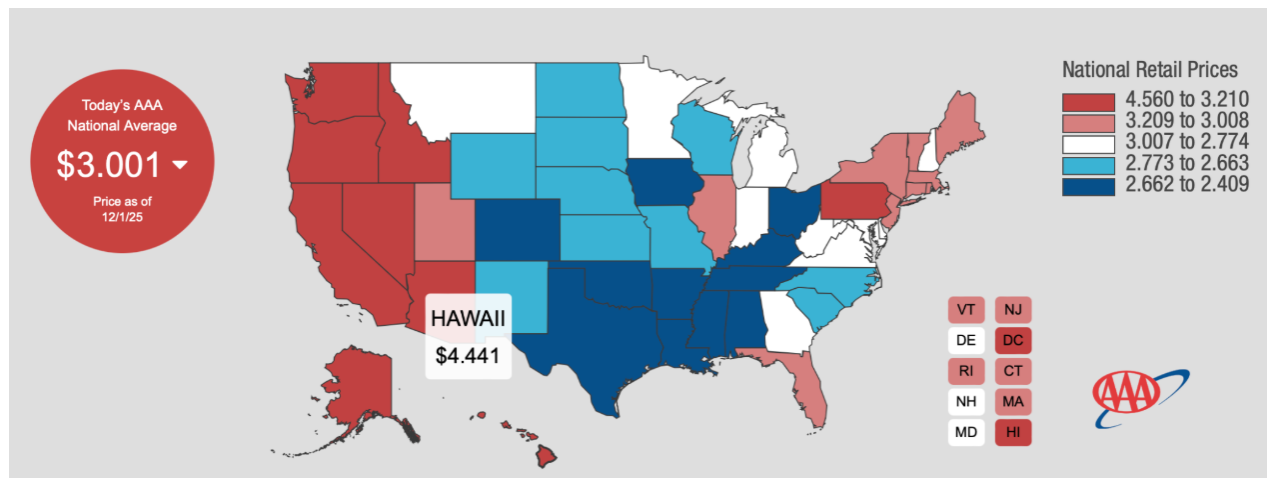 Today's AAA
National Average
$3.001
Price as of
12/1/25
HAWAII
$4.441
National Retail Prices
4.560 to 3.210
3.209 to 3.008
3.007 to 2.774
2.773 to 2.663
2.662 to 2.409
VT NJ
DE DC
RI CT
NH MA
MD HI
AAA